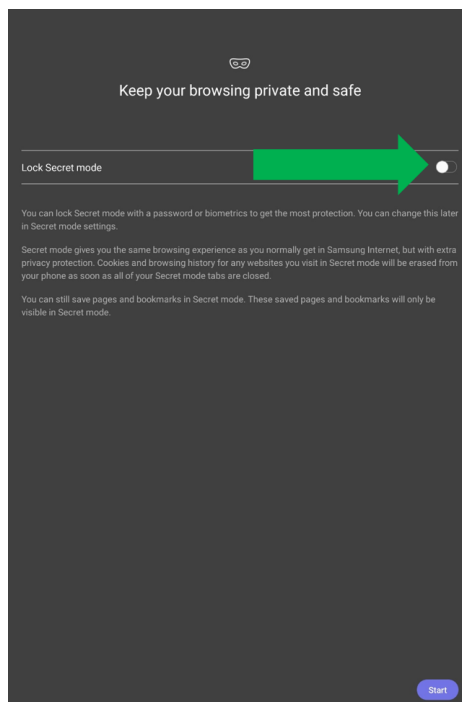 Keep your browsing private and safe
Lock Secret mode
You can lock Secret mode with a password or biometrics to get the most protection. You can change this later
in Secret mode settings.
Secret mode gives you the same browsing experience as you normally get in Samsung Internet, but with extra
privacy protection. Cookies and browsing history for any websites you visit in Secret mode will be erased from
your phone as soon as all of your Secret mode tabs are closed.
You can still save pages and bookmarks in Secret mode. These saved pages and bookmarks will only be
visible in Secret mode.
Start